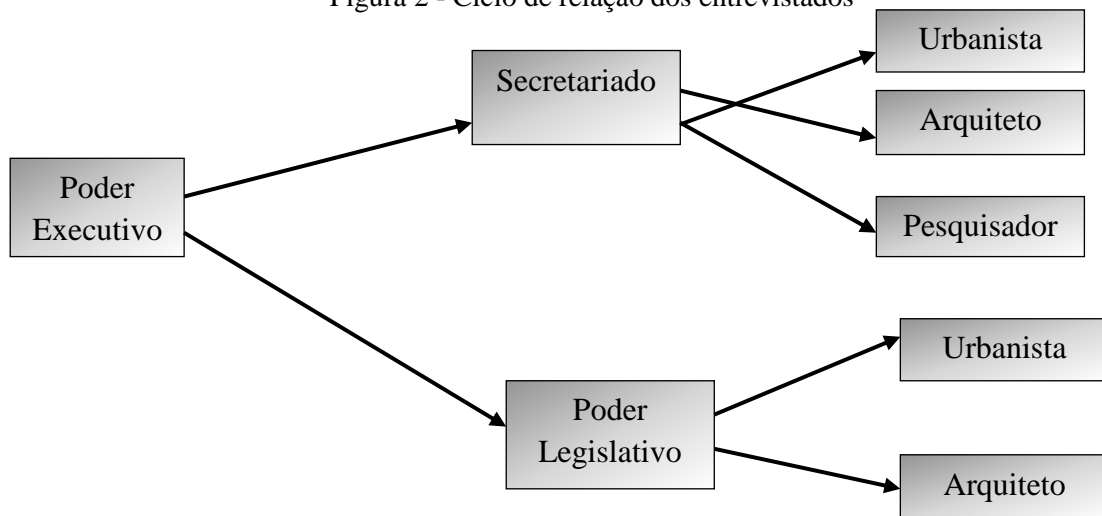 Figura 2 - Ciclo de relação dos entrevistados
Urbanista
Secretariado
Arquiteto
Poder
Executivo
Pesquisador
Urbanista
Poder
Legislativo
Arquiteto